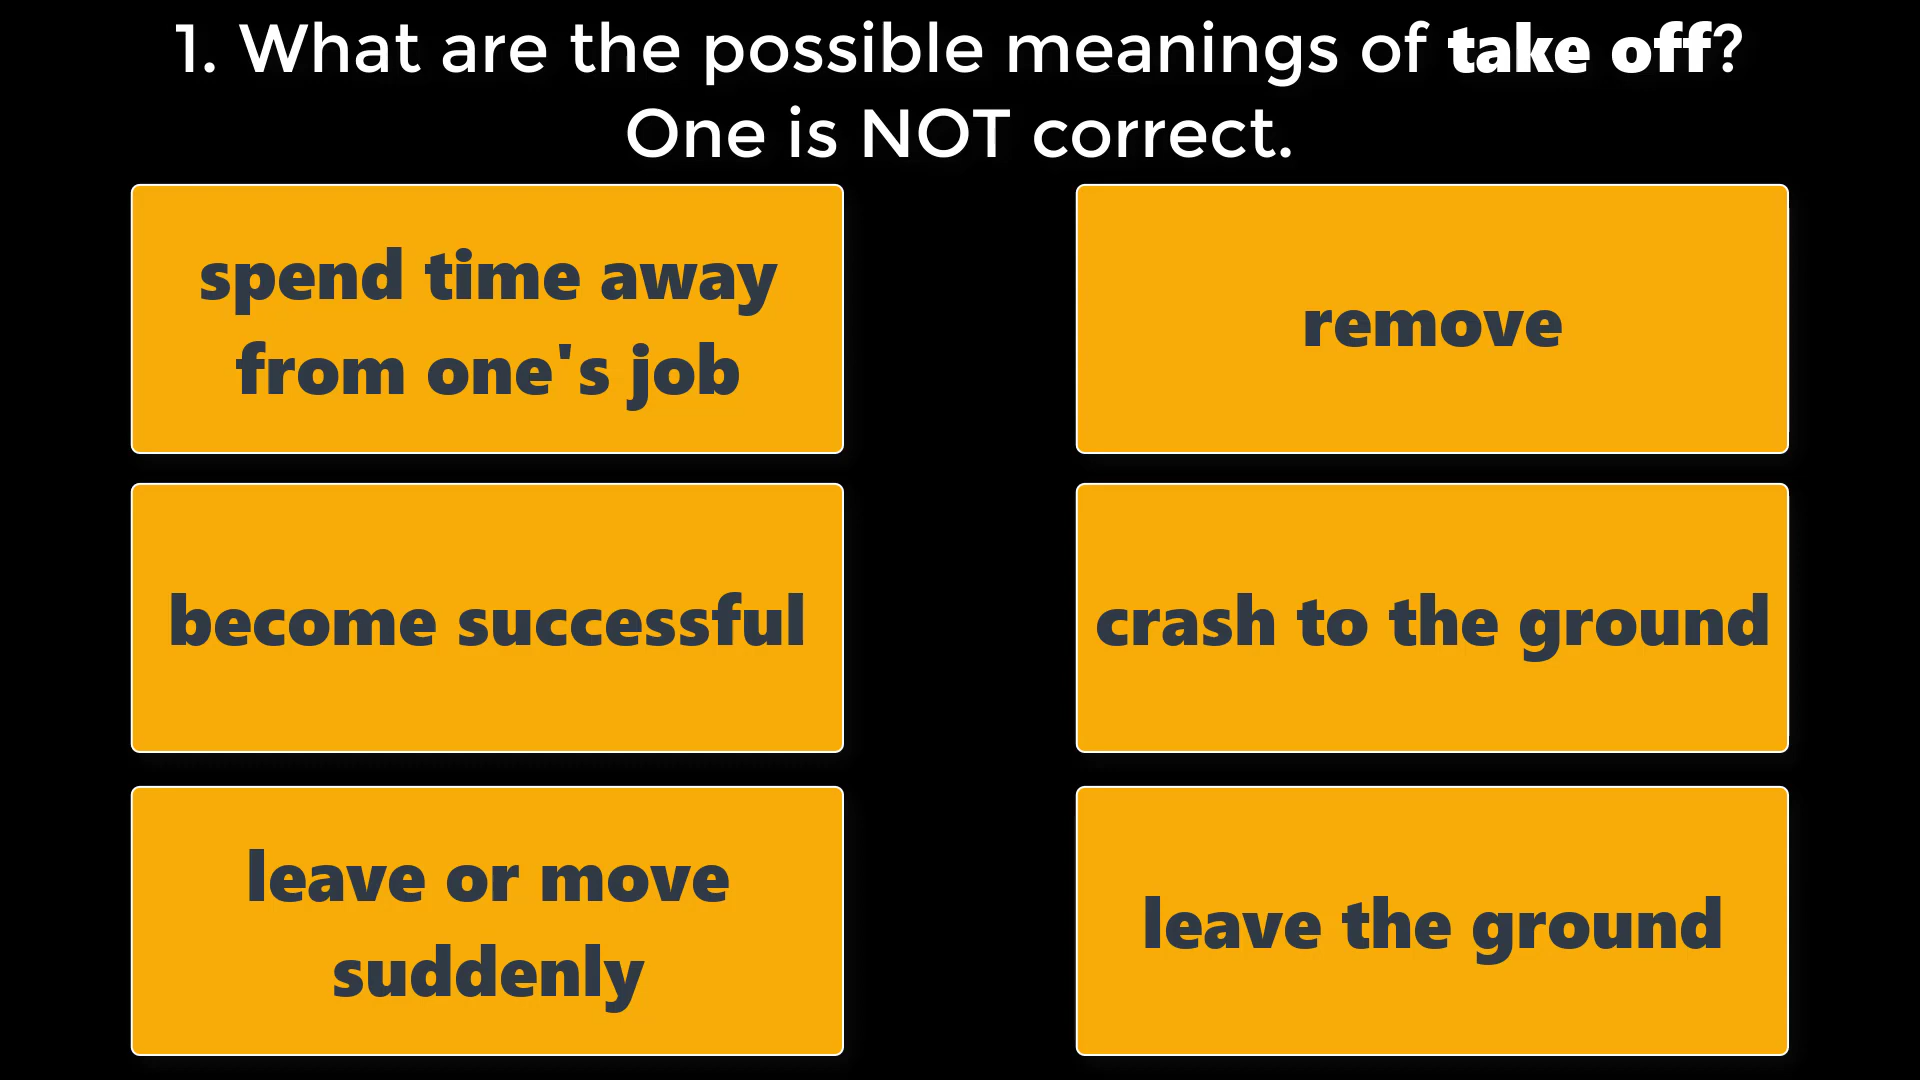 1. What are the possible meanings of take off?
One is NOT correct.
spend time away
from one's job
remove
become successful
crash to the ground
leave or move
suddenly
leave the ground